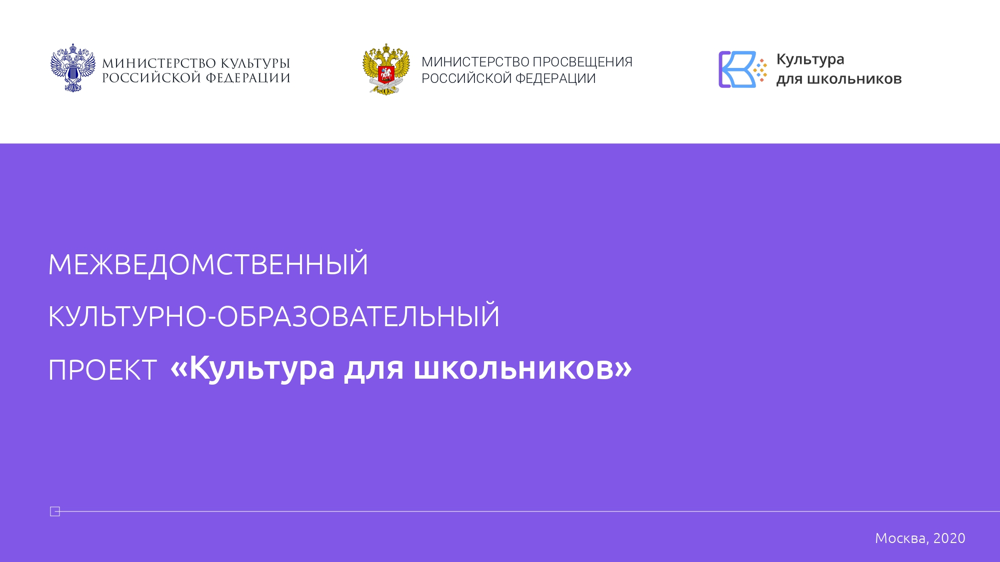 МИНИСТЕРСТВО КУЛЬТУРЫ
РОССИЙСКОЙ ФЕДЕРАЦИИ
МИНИСТЕРСТВО ПРОСВЕЩЕНИЯ
РОССИЙСКОЙ ФЕДЕРАЦИИ
Культура
для школьников
МЕЖВЕДОМСТВЕННЫЙ
КУЛЬТУРНО-ОБРАЗОВАТЕЛЬНЫЙ
ПРОЕКТ «Культура для школьников»
Москва, 2020